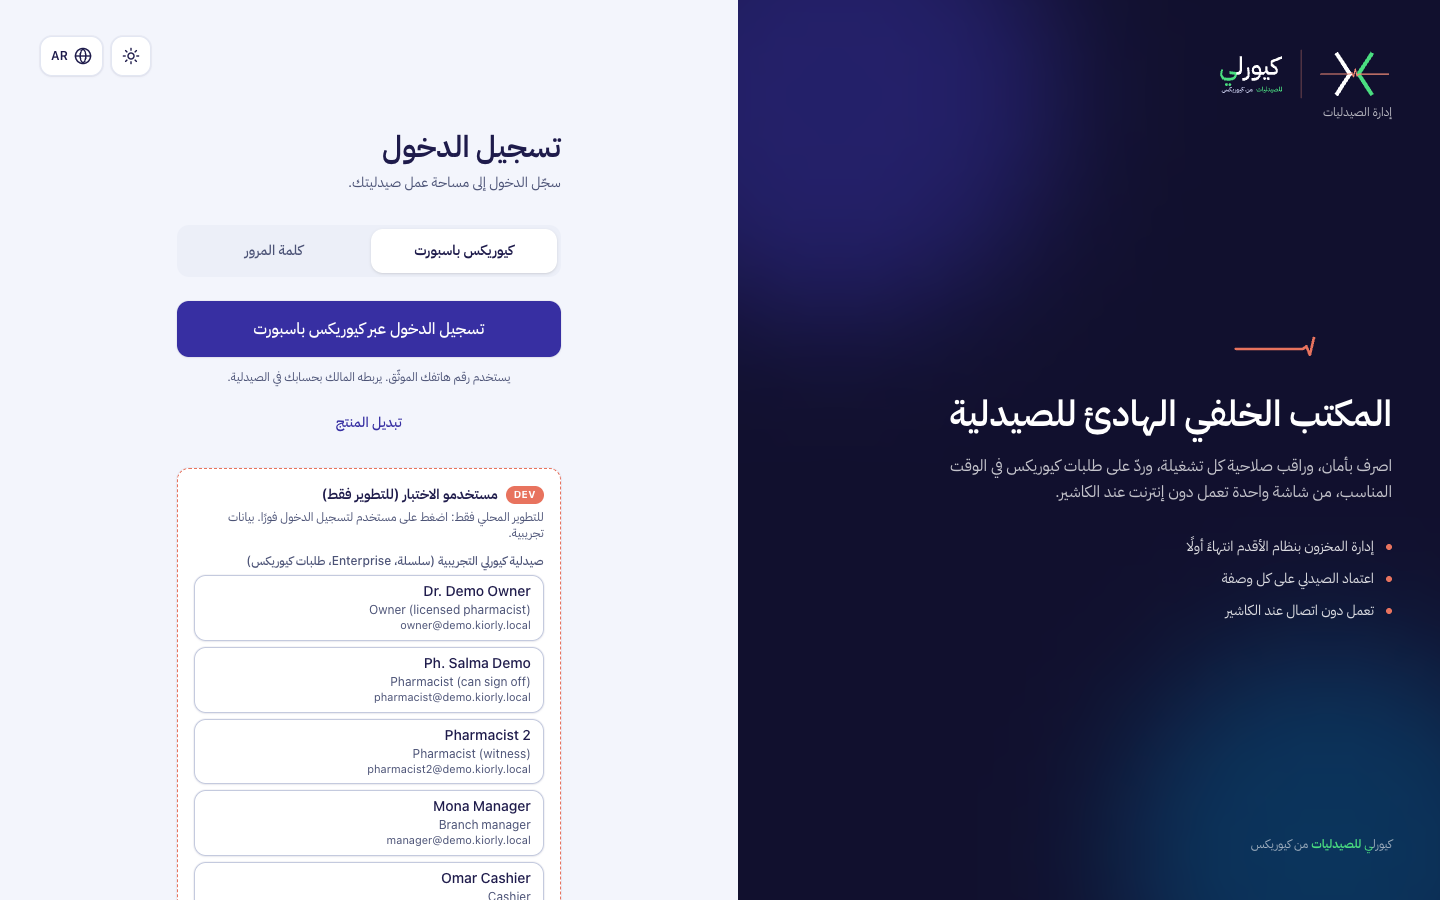 كيورلي
للصيدليات من كيوريكس
إدارة الصيدليات
المكتب الخلفي الهادئ للصيدلية
اصرف بأمان، وراقب صلاحية كل تشغيلة، وردّ على طلبات كيوريكس في الوقت
المناسب، من شاشة واحدة تعمل دون إنترنت عند الكاشير.
إدارة المخزون بنظام الأقدم انتهاءً أولًا
اعتماد الصيدلي على كل وصفة
تعمل دون اتصال عند الكاشير
كيورلي للصيدليات من كيوريكس
AR
تسجيل الدخول
سجّل الدخول إلى مساحة عمل صيدليتك.
كيوريكس باسبورت
كلمة المرور
تسجيل الدخول عبر كيوريكس باسبورت
يستخدم رقم هاتفك الموثّق. يربطه المالك بحسابك في الصيدلية.
تبديل المنتج
DEV مستخدمو الاختبار (للتطوير فقط)
للتطوير المحلي فقط: اضغط على مستخدم لتسجيل الدخول فورًا. بيانات
تجريبية.
صيدلية كيورلي التجريبية (سلسلة، Enterprise، طلبات كيوريكس)
Dr. Demo Owner
Owner (licensed pharmacist)
owner@demo.kiorly.local
Ph. Salma Demo
Pharmacist (can sign off)
pharmacist@demo.kiorly.local
Pharmacist 2
Pharmacist (witness)
pharmacist2@demo.kiorly.local
Mona Manager
Branch manager
manager@demo.kiorly.local
Omar Cashier
Cashier